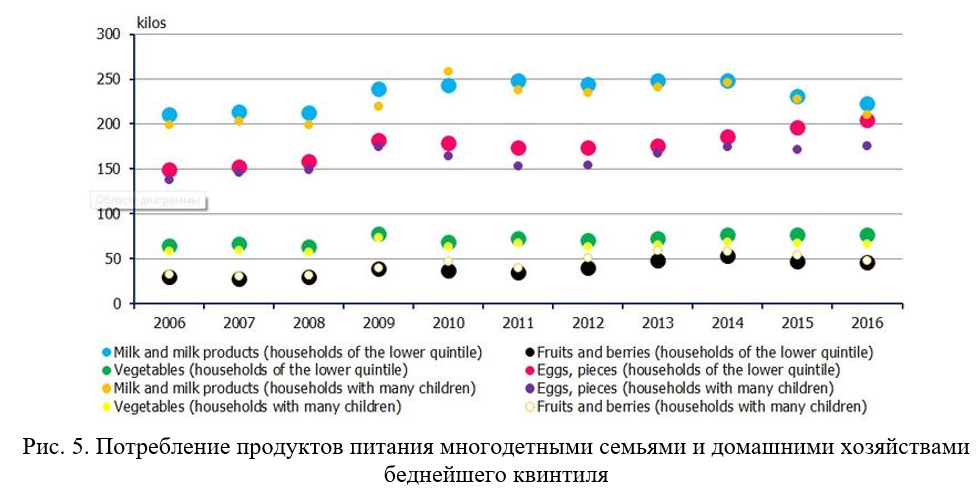 kilos
300
250
200
150
Область диаграммы
100
50
0
2006 2007 2008 2009 2010 2011 2012 2013 2014 2015 2016
Milk and milk products (households of the lower quintile) Fruits and berries (households of the lower quintile)
Vegetables (households of the lower quintile) Eggs, pieces (households of the lower quintile)
Milk and milk products (households with many children) Eggs, pieces (households with many children)
Vegetables (households with many children) Fruits and berries (households with many children)
Рис. 5. Потребление продуктов питания многодетными семьями и домашними хозяйствами
беднейшего квинтиля